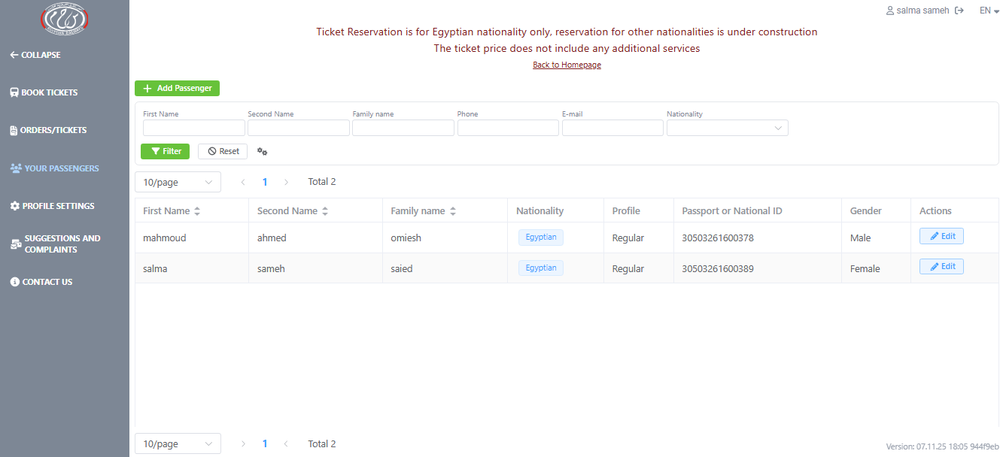 salma sameh
EN
Ticket Reservation is for Egyptian nationality only, reservation for other nationalities is under construction
The ticket price does not include any additional services
Back to Homepage
COLLAPSE
BOOK TICKETS
ORDERS/TICKETS
YOUR PASSENGERS
PROFILE SETTINGS
SUGGESTIONS AND
COMPLAINTS
CONTACT US
Add Passenger
First Name Second Name Family name Phone E-mail Nationality
Filter Reset
10/page 1 Total 2
First Name Second Name Family name Nationality Profile Passport or National ID Gender Actions
mahmoud ahmed omiesh Egyptian Regular 30503261600378 Male Edit
salma sameh saied Egyptian Regular 30503261600389 Female Edit
10/page 1 Total 2
Version: 07.11.25 18:05 944f9eb